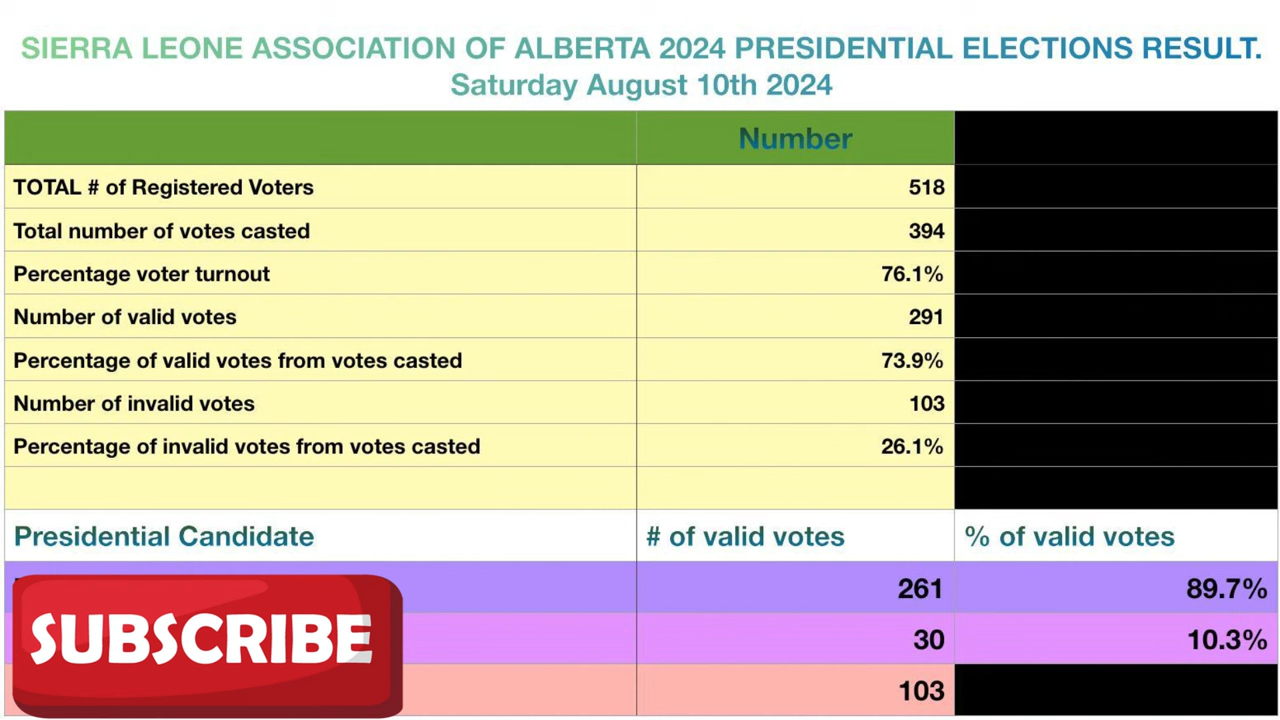 SIERRA LEONE ASSOCIATION OF ALBERTA 2024 PRESIDENTIAL ELECTIONS RESULT.
Saturday August 10th 2024
Number
TOTAL # of Registered Voters 518
Total number of votes casted 394
Percentage voter turnout 76.1%
Number of valid votes 291
Percentage of valid votes from votes casted 73.9%
Number of invalid votes 103
Percentage of invalid votes from votes casted 26.1%
Presidential Candidate # of valid votes % of valid votes
261 89.7%
SUBSCRIBE 30 10.3%
103